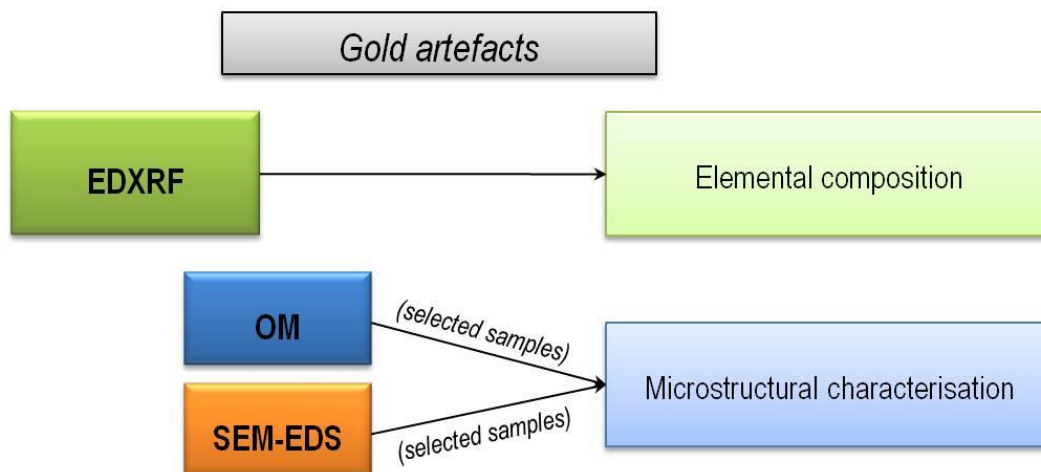 Gold artefacts
EDXRF
Elemental composition
OM
(selected samples)
Microstructural characterisation
SEM-EDS
(selected samples)